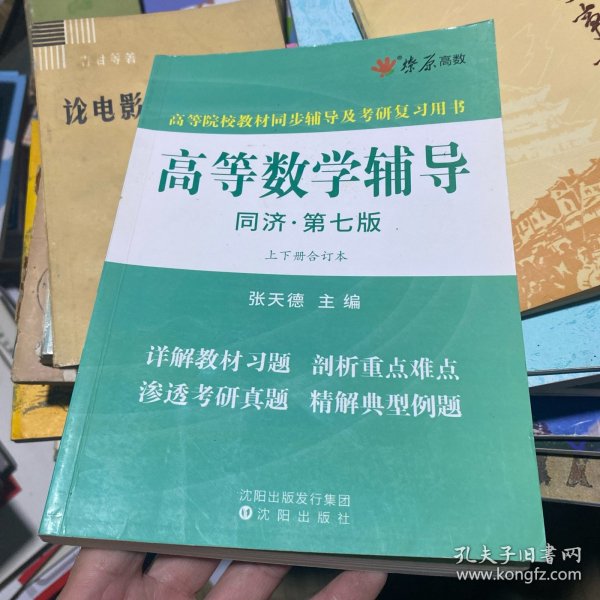 燎原高数
高等院校教材同步辅导及考研复习用书
高等数学辅导
同济·第七版
上下册合订本
张天德 主编
详解教材习题 剖析重点难点
渗透考研真题 精解典型例题
沈阳出版发行集团
沈阳出版社
论电影
孔夫子旧书网
www.kongfz.com